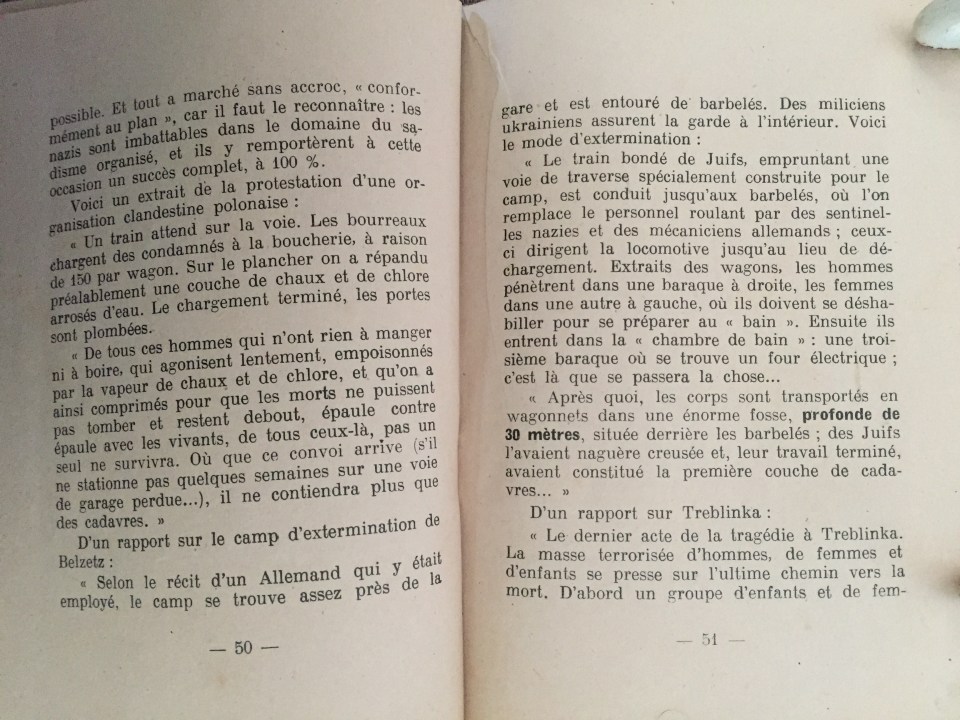 possible. Et tout a marché sans accroc, « confor-
mément au plan », car il faut le reconnaître : les
nazis sont imbattables dans le domaine du sa-
disme organisé, et ils y remportèrent à cette
occasion un succès complet, à 100 %.
Voici un extrait de la protestation d'une or-
ganisation clandestine polonaise :
« Un train attend sur la voie. Les bourreaux
chargent des condamnés à la boucherie, à raison
de 150 par wagon. Sur le plancher on a répandu
préalablement une couche de chaux et de chlore
arrosés d'eau. Le chargement terminé, les portes
sont plombées.
« De tous ces hommes qui n'ont rien à manger
ni à boire, qui agonisent lentement, empoisonnés
par la vapeur de chaux et de chlore, et qu'on a
ainsi comprimés pour que les morts ne puissent
pas tomber et restent debout, épaule contre
épaule avec les vivants, de tous ceux-là, pas un
seul ne survivra. Où que ce convoi arrive (s'il
ne stationne pas quelques semaines sur une voie
de garage perdue...), il ne contiendra plus que
des cadavres. »
D'un rapport sur le camp d'extermination de
Belzetz :
« Selon le récit d'un Allemand qui y était
employé, le camp se trouve assez près de la
— 50 —
gare et est entouré de barbelés. Des miliciens
ukrainiens assurent la garde à l'intérieur. Voici
le mode d'extermination :
« Le train bondé de Juifs, empruntant une
voie de traverse spécialement construite pour le
camp, est conduit jusqu'aux barbelés, où l'on
remplace le personnel roulant par des sentinel-
les nazies et des mécaniciens allemands ; ceux-
ci dirigent la locomotive jusqu'au lieu de dé-
chargement. Extraits des wagons, les hommes
pénètrent dans une baraque à droite, les femmes
dans une autre à gauche, où ils doivent se désha-
biller pour se préparer au « bain ». Ensuite ils
entrent dans la « chambre de bain » : une troi-
sième baraque où se trouve un four électrique ;
c'est là que se passera la chose...
« Après quoi, les corps sont transportés en
wagonnets dans une énorme fosse, profonde de
30 mètres, située derrière les barbelés ; des Juifs
l'avaient naguère creusée et, leur travail terminé,
avaient constitué la première couche de cada-
vres... »
D'un rapport sur Treblinka :
« Le dernier acte de la tragédie à Treblinka.
La masse terrorisée d'hommes, de femmes et
d'enfants se presse sur l'ultime chemin vers la
mort. D'abord un groupe d'enfants et de fem-
— 51 —